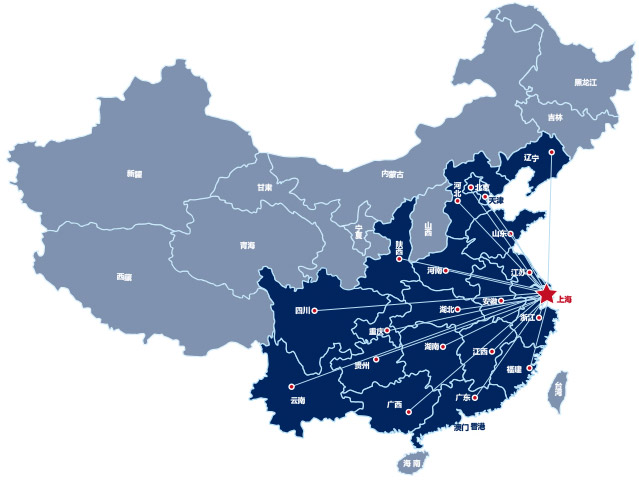 黑龙江
吉林
辽宁
新疆
甘肃
内蒙古
河北
北京
天津
山西
宁夏
山东
青海
陕西
河南
江苏
西藏
上海
四川
湖北
安徽
浙江
重庆
湖南
江西
贵州
福建
台湾
云南
广西
广东
澳门 香港
海南